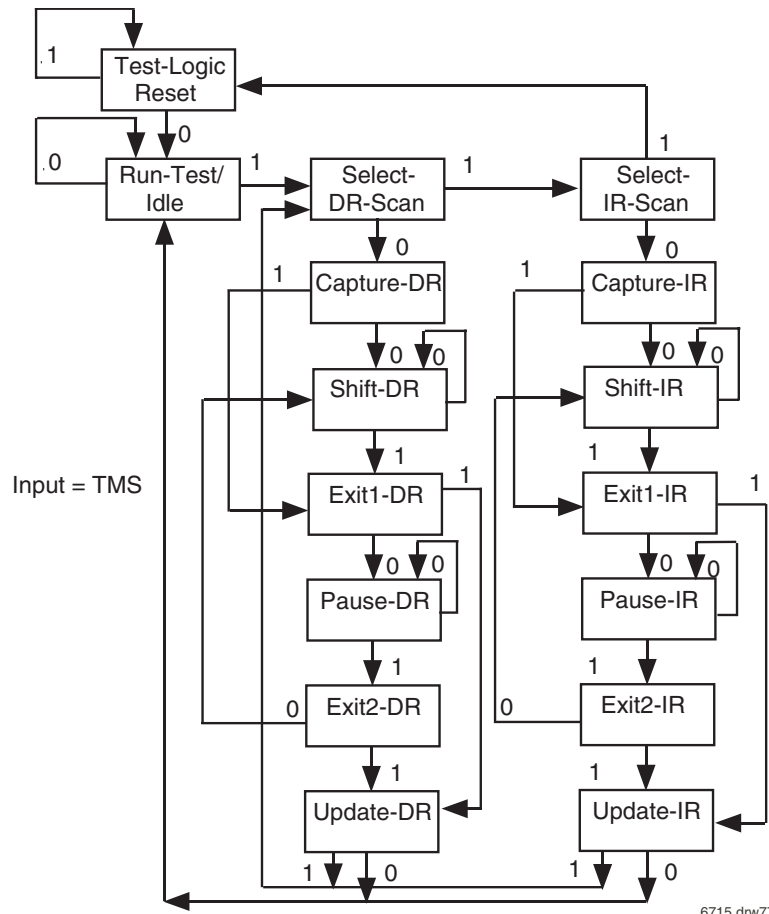 .1
Test-Logic
Reset
0
1
.0
Run-Test/
Idle
1
Select-
DR-Scan
1
Select-
IR-Scan
0
0
1
Capture-DR
1
Capture-IR
0
0
0
0
Shift-DR
Shift-IR
1
1
Input = TMS
Exit1-DR
1
Exit1-IR
1
0
0
0
0
Pause-DR
Pause-IR
1
1
0
Exit2-DR
0
Exit2-IR
1
1
Update-DR
Update-IR
1
0
1
0